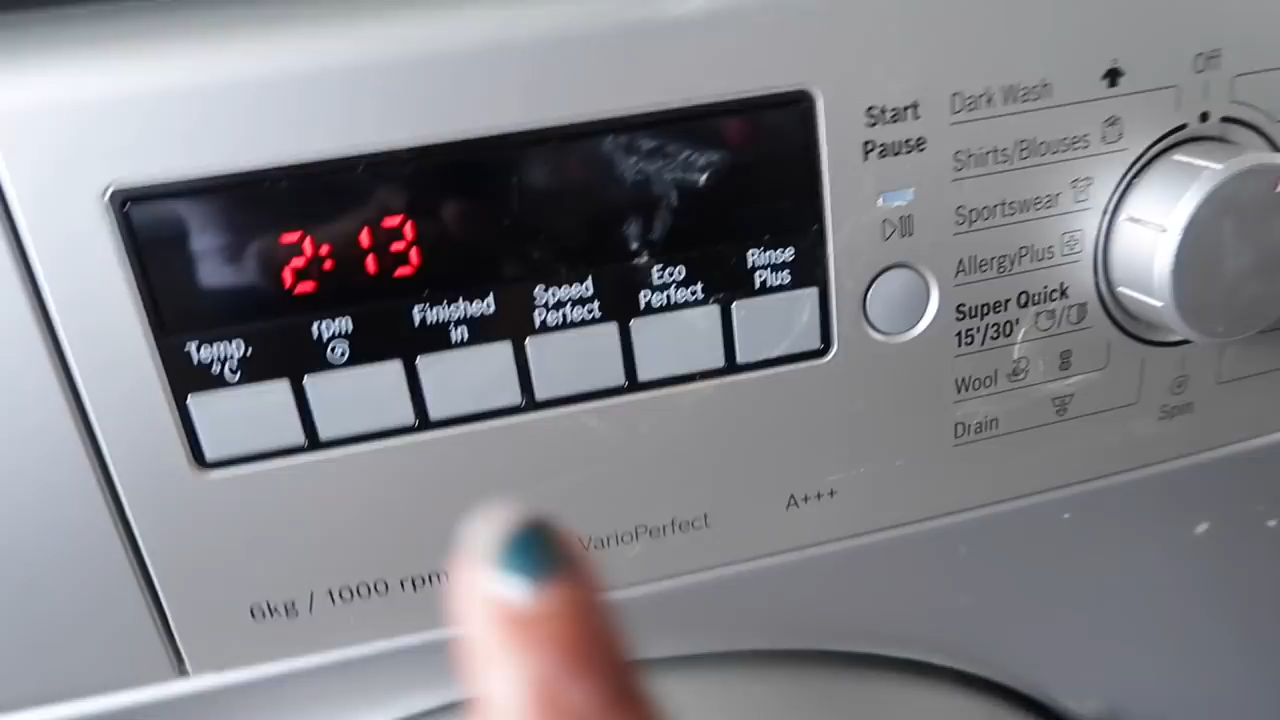 2:13
Temp.
°C
rpm
Finished
in
Speed
Perfect
Eco
Perfect
Rinse
Plus
Start
Pause
Dark Wash
Shirts/Blouses
Sportswear
AllergyPlus
Super Quick
15'/30'
Wool
Drain
Off
Spin
VarioPerfect
A+++
6kg / 1000 rpm